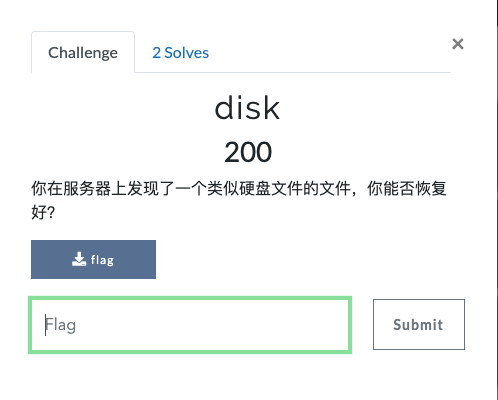 Challenge
2 Solves
×
disk
200
你在服务器上发现了一个类似硬盘文件的文件，你能否恢复
好？
flag
Flag
Submit